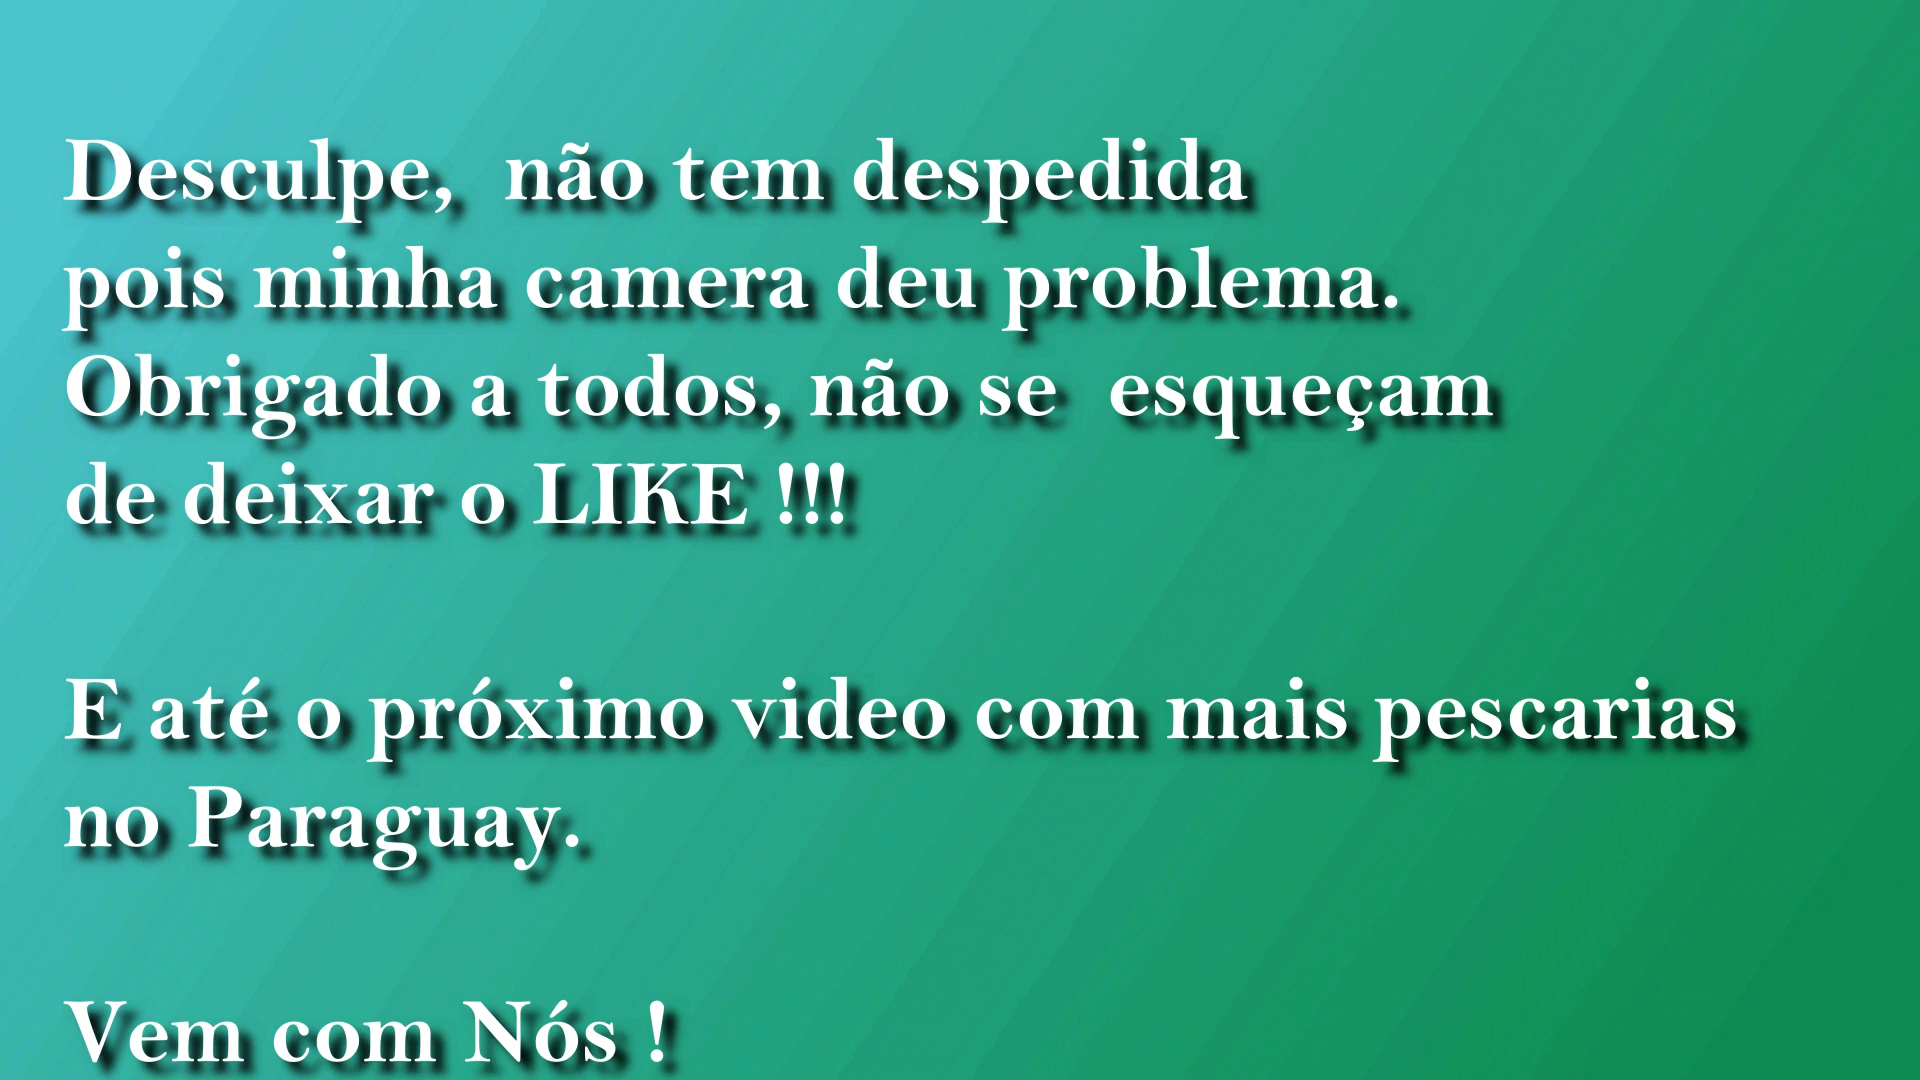 Desculpe,  não tem despedida
pois minha camera deu problema.
Obrigado a todos, não se  esqueçam
de deixar o LIKE !!!
E até o próximo video com mais pescarias
no Paraguay.
Vem com Nós !